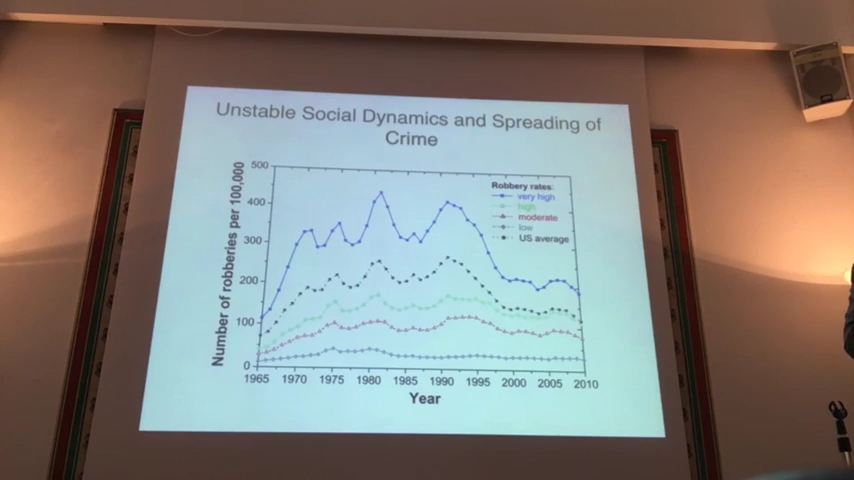 Unstable Social Dynamics and Spreading of
Crime
Number of robberies per 100,000
500
400
300
200
100
0
Robbery rates:
very high
high
moderate
low
US average
1965 1970 1975 1980 1985 1990 1995 2000 2005 2010
Year